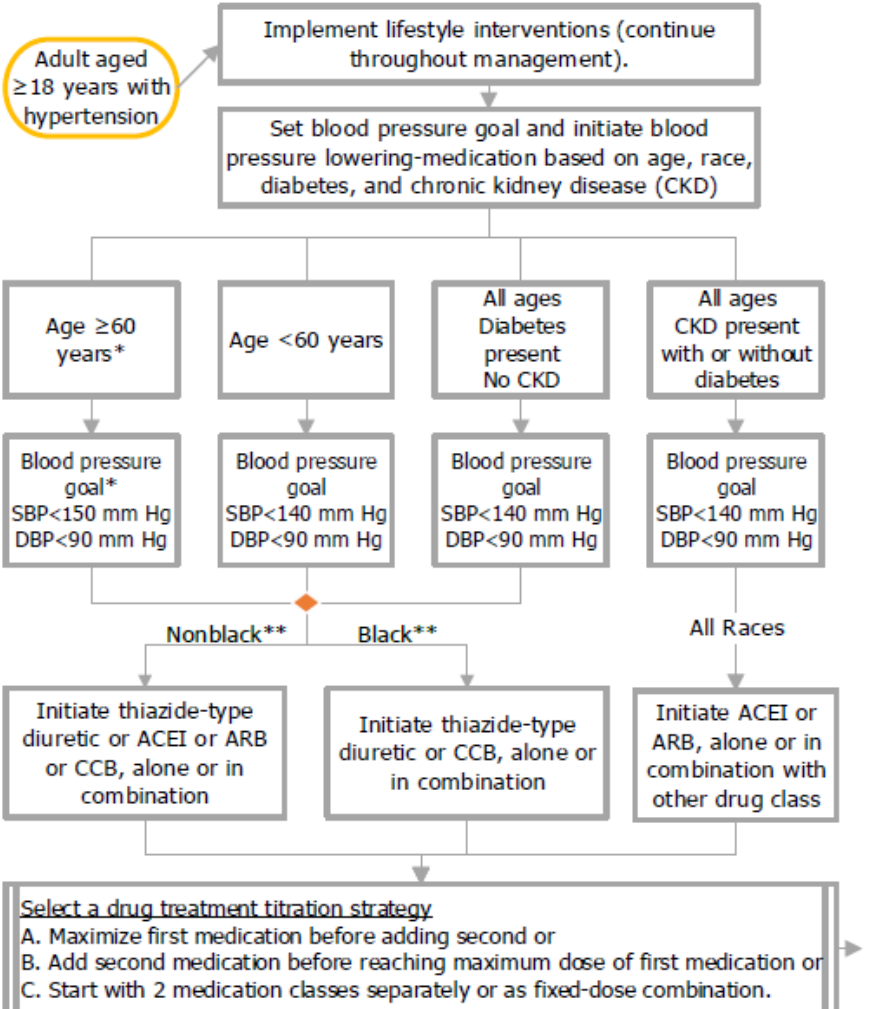 Implement lifestyle interventions (continue
throughout management).
Adult aged
≥18 years with
hypertension
Set blood pressure goal and initiate blood
pressure lowering-medication based on age, race,
diabetes, and chronic kidney disease (CKD)
Age ≥60
years*
Age <60 years
All ages
Diabetes
present
No CKD
All ages
CKD present
with or without
diabetes
Blood pressure
goal*
SBP<150 mm Hg
DBP<90 mm Hg
Blood pressure
goal
SBP<140 mm Hg
DBP<90 mm Hg
Blood pressure
goal
SBP<140 mm Hg
DBP<90 mm Hg
Blood pressure
goal
SBP<140 mm Hg
DBP<90 mm Hg
Nonblack**
Black**
All Races
Initiate thiazide-type
diuretic or ACEI or ARB
or CCB, alone or in
combination
Initiate thiazide-type
diuretic or CCB, alone or
in combination
Initiate ACEI or
ARB, alone or in
combination with
other drug class
Select a drug treatment titration strategy
A. Maximize first medication before adding second or
B. Add second medication before reaching maximum dose of first medication or
C. Start with 2 medication classes separately or as fixed-dose combination.